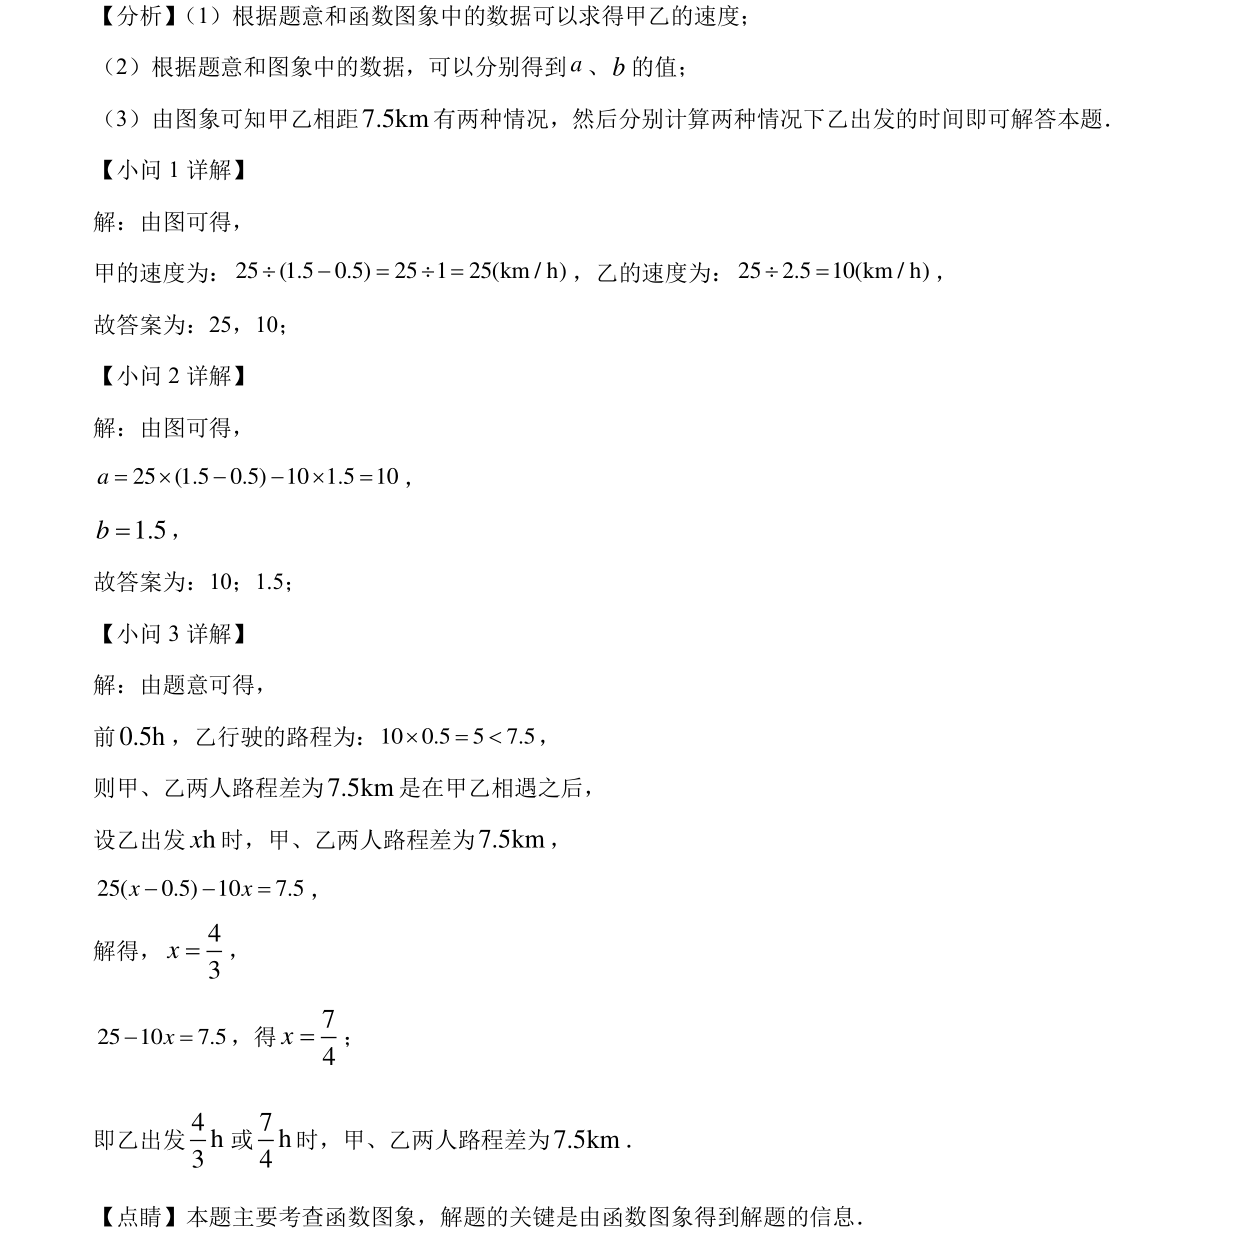 【分析】（1）根据题意和函数图象中的数据可以求得甲乙的速度；
（2）根据题意和图象中的数据，可以分别得到 a 、b 的值；
（3）由图象可知甲乙相距 7.5km 有两种情况，然后分别计算两种情况下乙出发的时间即可解答本题．
【小问 1 详解】
解：由图可得，
甲的速度为：25÷(1.5−0.5)=25÷1=25(km/h)，乙的速度为：25÷2.5=10(km/h)，
故答案为：25，10；
【小问 2 详解】
解：由图可得，
a=25×(1.5−0.5)−10×1.5=10，
b=1.5，
故答案为：10；1.5；
【小问 3 详解】
解：由题意可得，
前 0.5h，乙行驶的路程为：10×0.5=5<7.5，
则甲、乙两人路程差为 7.5km 是在甲乙相遇之后，
设乙出发 xh 时，甲、乙两人路程差为 7.5km，
25(x−0.5)−10x=7.5，
解得，x=4/3，
25−10x=7.5，得 x=7/4；
即乙出发 4/3 h 或 7/4 h 时，甲、乙两人路程差为 7.5km．
【点睛】本题主要考查函数图象，解题的关键是由函数图象得到解题的信息．